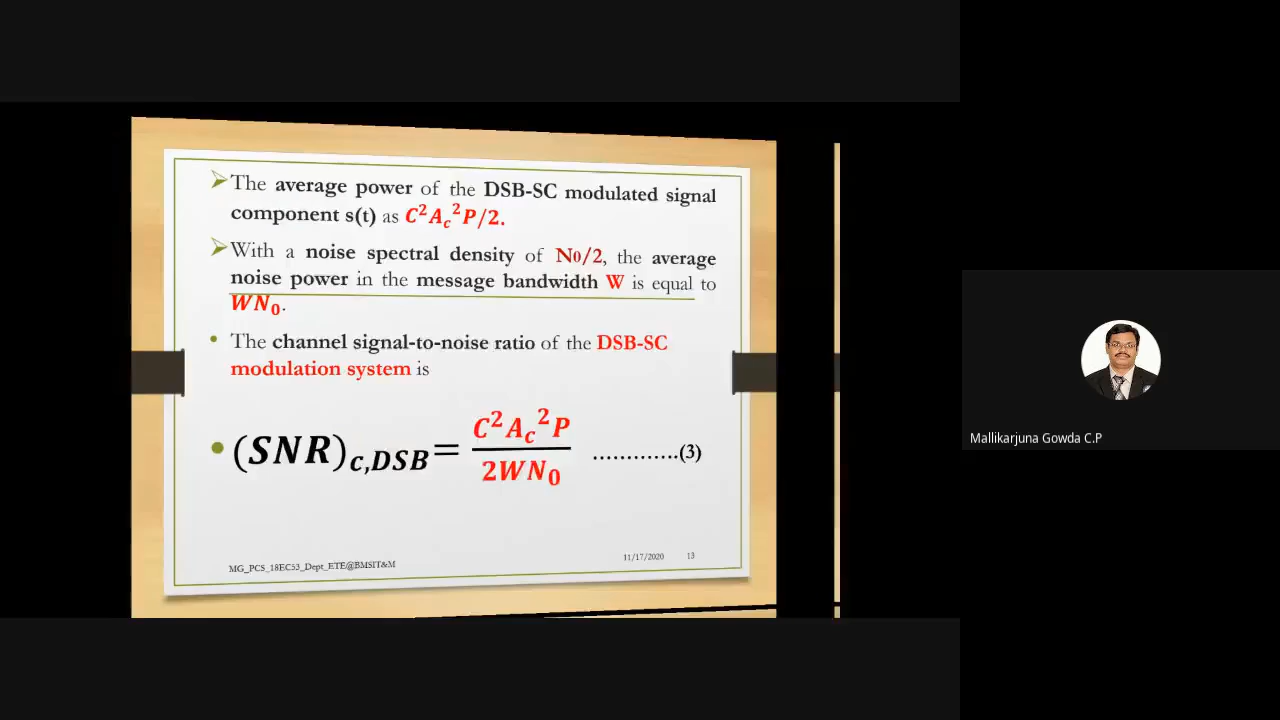 ➢The average power of the DSB-SC modulated signal
component s(t) as C²A_c²P/2.
➢With a noise spectral density of N0/2, the average
noise power in the message bandwidth W is equal to
WN₀.
• The channel signal-to-noise ratio of the DSB-SC
modulation system is
• (SNR)_c,DSB = C²A_c²P / 2WN₀ .............(3)
MG_PCS_18EC53_Dept_ETE@BMSIT&M 11/17/2020 13
Mallikarjuna Gowda C.P